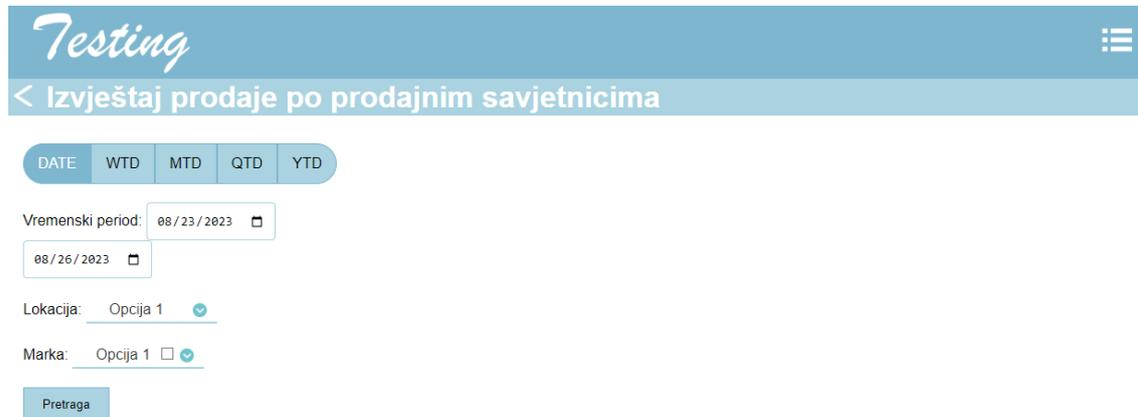 Testing
< Izvještaj prodaje po prodajnim savjetnicima
DATE WTD MTD QTD YTD
Vremenski period: 08/23/2023
08/26/2023
Lokacija: Opcija 1
Marka: Opcija 1
Pretraga